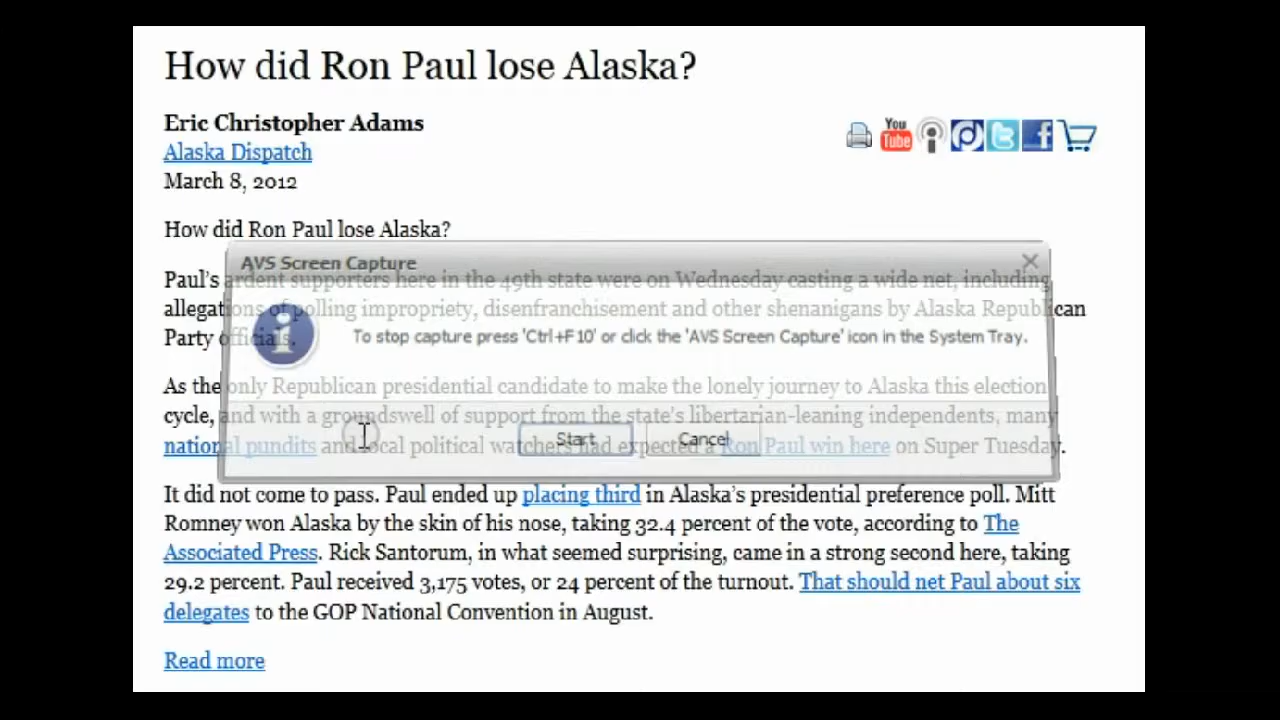 How did Ron Paul lose Alaska?
Eric Christopher Adams
You
Tube
Alaska Dispatch
March 8, 2012
How did Ron Paul lose Alaska?
AVS Screen Capture
Paul's ardent supporters here in the 49th state were on Wednesday casting a wide net, including
allegations of polling impropriety, disenfranchisement and other shenanigans by Alaska Republican
Party officials.
To stop capture press 'Ctrl+F10' or click the 'AVS Screen Capture' icon in the System Tray.
As the only Republican presidential candidate to make the lonely journey to Alaska this election
cycle, and with a groundswell of support from the state's libertarian-leaning independents, many
national pundits and local political watchers had expected a Ron Paul win here on Super Tuesday.
Start
Cancel
It did not come to pass. Paul ended up placing third in Alaska's presidential preference poll. Mitt
Romney won Alaska by the skin of his nose, taking 32.4 percent of the vote, according to The
Associated Press. Rick Santorum, in what seemed surprising, came in a strong second here, taking
29.2 percent. Paul received 3,175 votes, or 24 percent of the turnout. That should net Paul about six
delegates to the GOP National Convention in August.
Read more